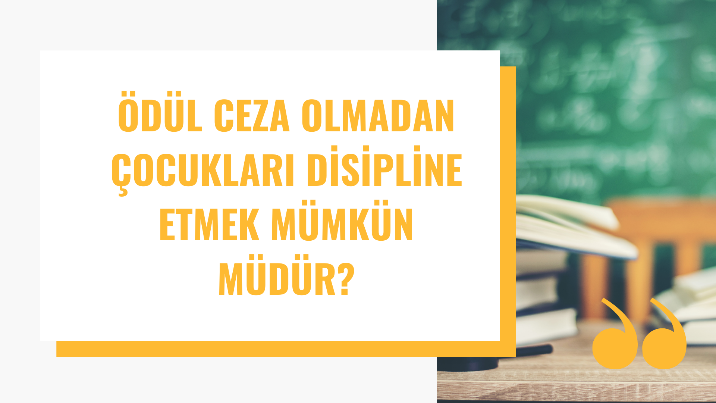 ÖDÜL CEZA OLMADAN
ÇOCUKLARI DİSİPLİNE
ETMEK MÜMKÜN
MÜDÜR?